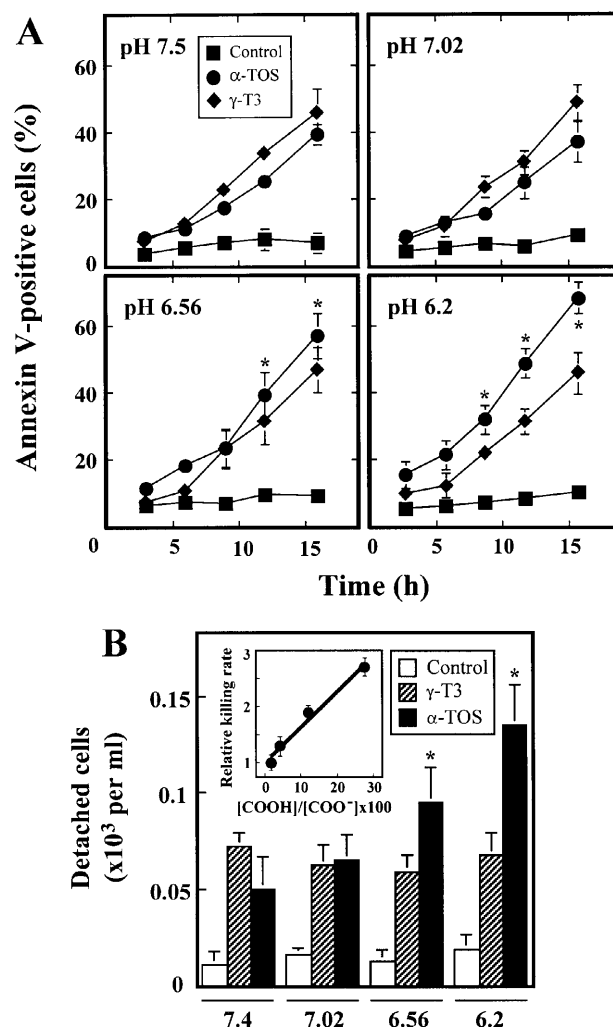 A
pH 7.5
Control
α-TOS
γ-T3
pH 7.02
60
40
20
0
Annexin V-positive cells (%)
pH 6.56
*
*
pH 6.2
*
*
*
60
40
20
0
5
10
15
0
5
10
15
Time (h)
B
Control
γ-T3
α-TOS
Relative killing rate
3
2
1
0
10
20
30
[COOH]/[COO⁻]x100
*
*
0.15
0.1
0.05
0
Detached cells
(x10³ per ml)
7.4
7.02
6.56
6.2